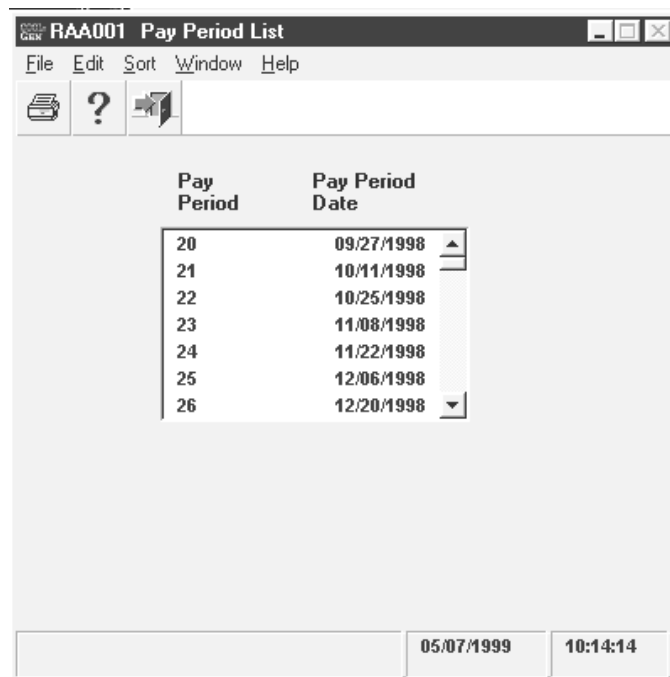 COOL: GEN RAA001 Pay Period List
File Edit Sort Window Help
?
Pay Period
Pay Period Date
20 09/27/1998
21 10/11/1998
22 10/25/1998
23 11/08/1998
24 11/22/1998
25 12/06/1998
26 12/20/1998
05/07/1999 10:14:14